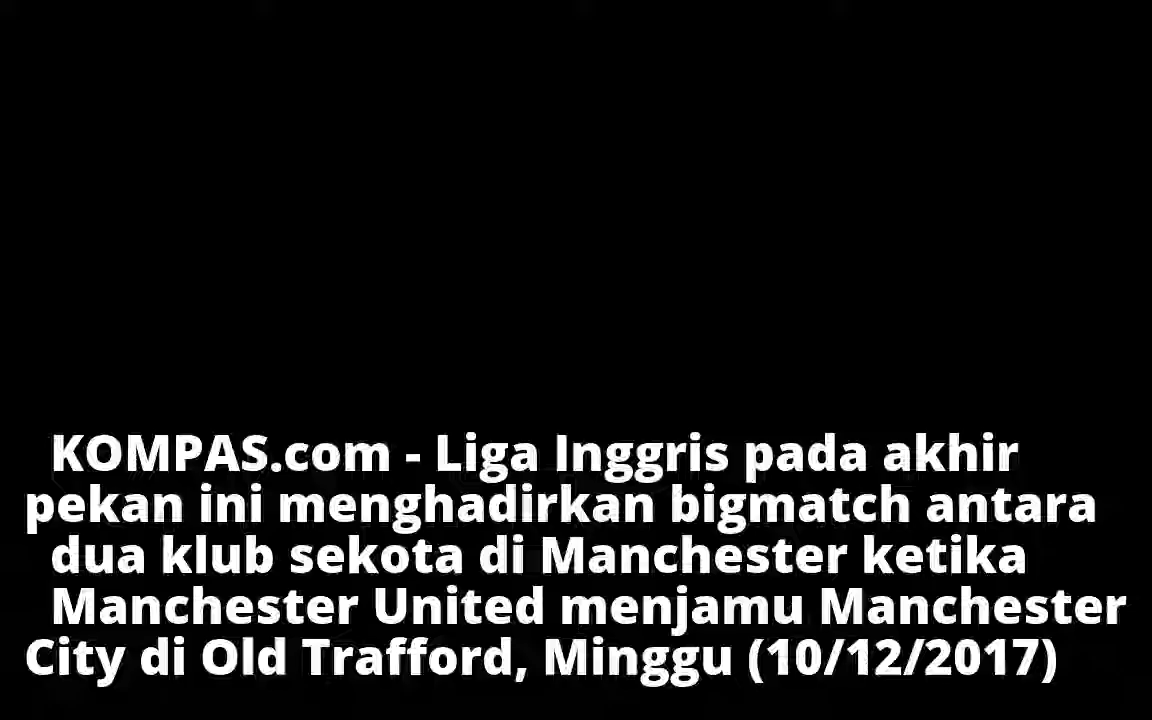 KOMPAS.com - Liga Inggris pada akhir
pekan ini menghadirkan bigmatch antara
dua klub sekota di Manchester ketika
Manchester United menjamu Manchester
City di Old Trafford, Minggu (10/12/2017)